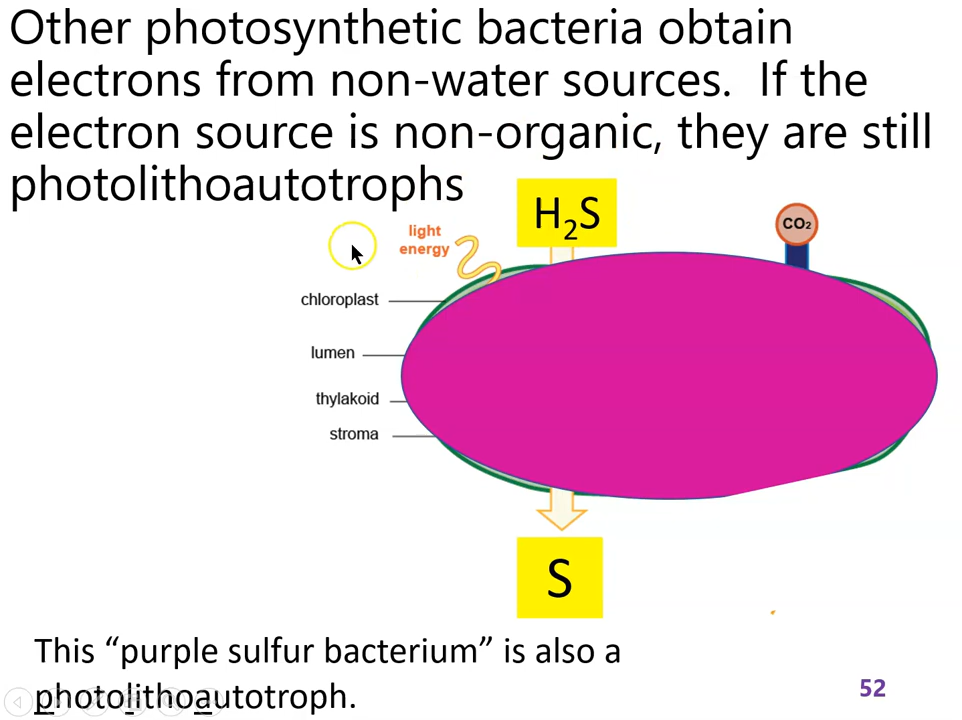 Other photosynthetic bacteria obtain
electrons from non-water sources.  If the
electron source is non-organic, they are still
photolithoautotrophs
H₂S
CO₂
light
energy
chloroplast
lumen
thylakoid
stroma
S
This “purple sulfur bacterium” is also a
photolithoautotroph.
52